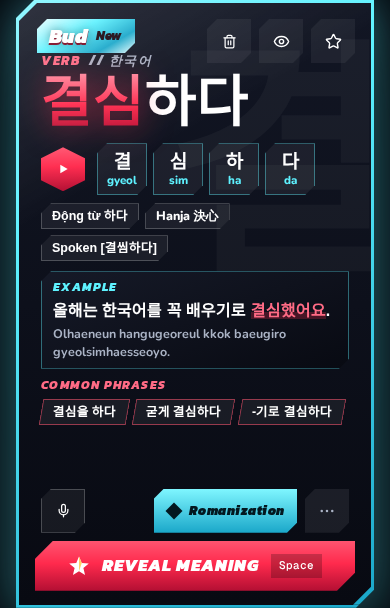 Bud New
VERB // 한국어
결심하다
결 심 하 다
gyeol sim ha da
Động từ 하다 Hanja 決心
Spoken [결씸하다]
EXAMPLE
올해는 한국어를 꼭 배우기로 결심했어요.
Olhaeneun hangugeoreul kkok baeugiro
gyeolsimhaesseoyo.
COMMON PHRASES
결심을 하다 굳게 결심하다 -기로 결심하다
Romanization
REVEAL MEANING Space